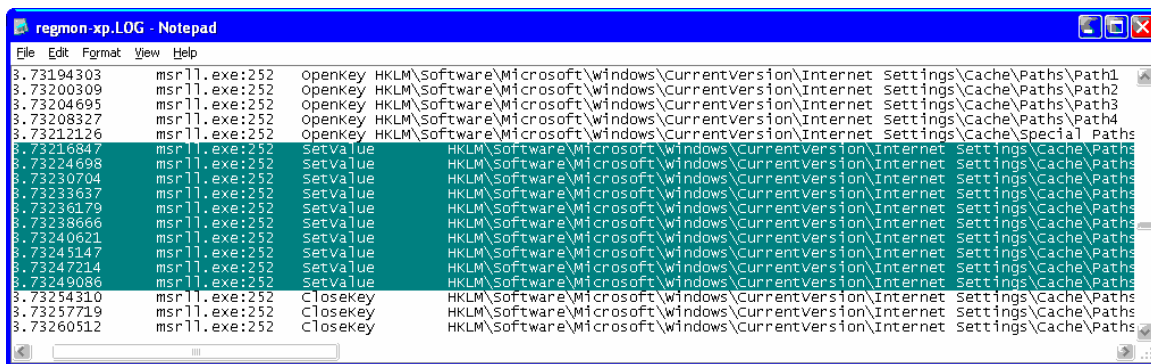 regmon-xp.LOG - Notepad
File Edit Format View Help
3.73194303 msrll.exe:252 OpenKey HKLM\Software\Microsoft\Windows\CurrentVersion\Internet Settings\Cache\Paths\Path1
3.73200309 msrll.exe:252 OpenKey HKLM\Software\Microsoft\Windows\CurrentVersion\Internet Settings\Cache\Paths\Path2
3.73204695 msrll.exe:252 OpenKey HKLM\Software\Microsoft\Windows\CurrentVersion\Internet Settings\Cache\Paths\Path3
3.73208327 msrll.exe:252 OpenKey HKLM\Software\Microsoft\Windows\CurrentVersion\Internet Settings\Cache\Paths\Path4
3.73212126 msrll.exe:252 OpenKey HKLM\Software\Microsoft\Windows\CurrentVersion\Internet Settings\Cache\Special Paths
3.73216847 msrll.exe:252 SetValue HKLM\Software\Microsoft\Windows\CurrentVersion\Internet Settings\Cache\Paths
3.73224698 msrll.exe:252 SetValue HKLM\Software\Microsoft\Windows\CurrentVersion\Internet Settings\Cache\Paths
3.73230704 msrll.exe:252 SetValue HKLM\Software\Microsoft\Windows\CurrentVersion\Internet Settings\Cache\Paths
3.73233637 msrll.exe:252 SetValue HKLM\Software\Microsoft\Windows\CurrentVersion\Internet Settings\Cache\Paths
3.73236179 msrll.exe:252 SetValue HKLM\Software\Microsoft\Windows\CurrentVersion\Internet Settings\Cache\Paths
3.73238666 msrll.exe:252 SetValue HKLM\Software\Microsoft\Windows\CurrentVersion\Internet Settings\Cache\Paths
3.73240621 msrll.exe:252 SetValue HKLM\Software\Microsoft\Windows\CurrentVersion\Internet Settings\Cache\Paths
3.73245147 msrll.exe:252 SetValue HKLM\Software\Microsoft\Windows\CurrentVersion\Internet Settings\Cache\Paths
3.73247214 msrll.exe:252 SetValue HKLM\Software\Microsoft\Windows\CurrentVersion\Internet Settings\Cache\Paths
3.73249086 msrll.exe:252 SetValue HKLM\Software\Microsoft\Windows\CurrentVersion\Internet Settings\Cache\Paths
3.73254310 msrll.exe:252 CloseKey HKLM\Software\Microsoft\Windows\CurrentVersion\Internet Settings\Cache\Paths
3.73257719 msrll.exe:252 CloseKey HKLM\Software\Microsoft\Windows\CurrentVersion\Internet Settings\Cache\Paths
3.73260512 msrll.exe:252 CloseKey HKLM\Software\Microsoft\Windows\CurrentVersion\Internet Settings\Cache\Paths